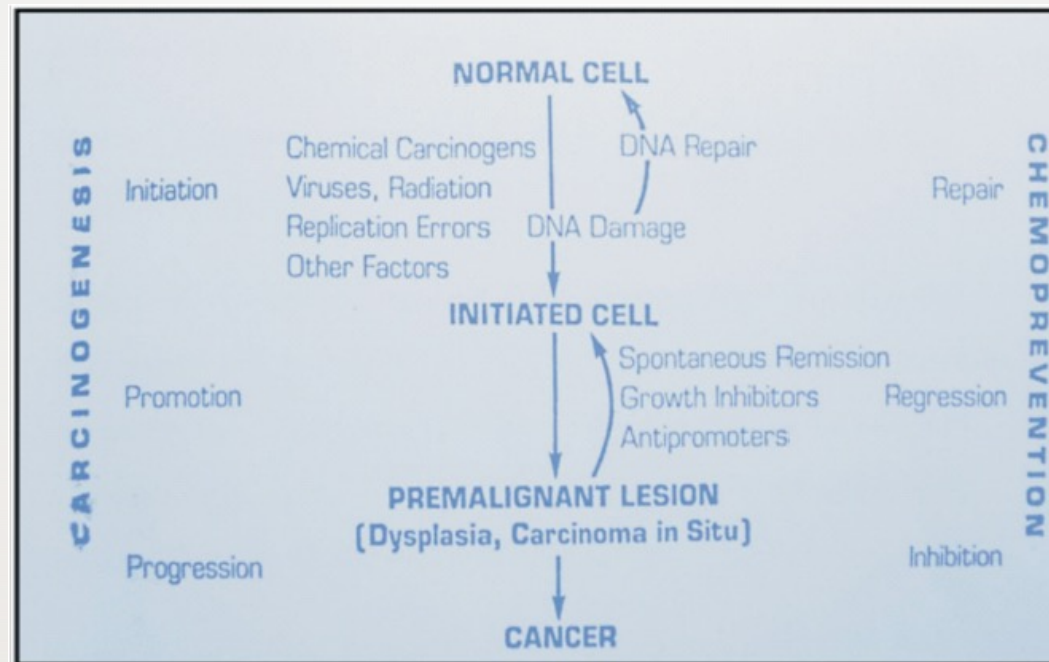 NORMAL CELL
CARCINOGENESIS
Initiation
Chemical Carcinogens
Viruses, Radiation
Replication Errors
Other Factors
DNA Repair
DNA Damage
Repair
CHEMOPREVENTION
INITIATED CELL
Promotion
Spontaneous Remission
Growth Inhibitors
Antipromoters
Regression
PREMALIGNANT LESION
(Dysplasia, Carcinoma in Situ)
Progression
Inhibition
CANCER